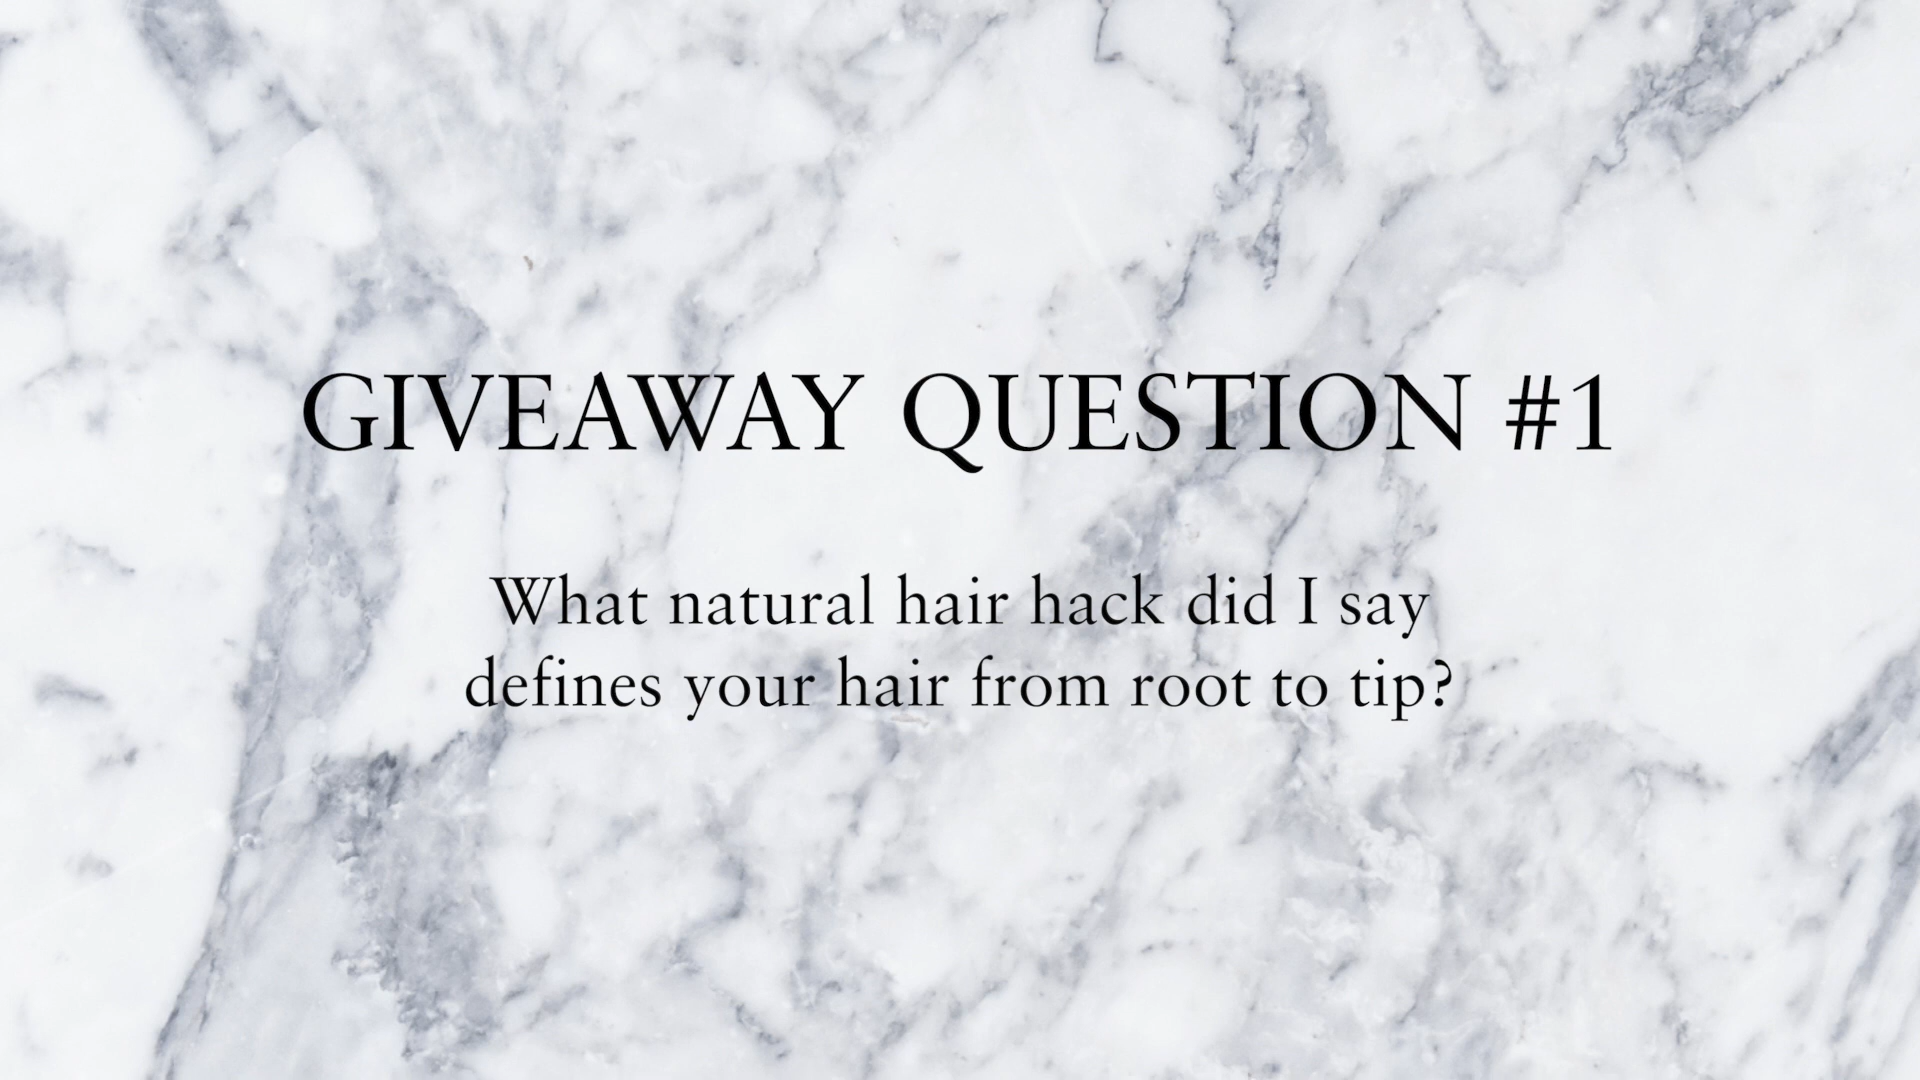 GIVEAWAY QUESTION #1
What natural hair hack did I say
defines your hair from root to tip?